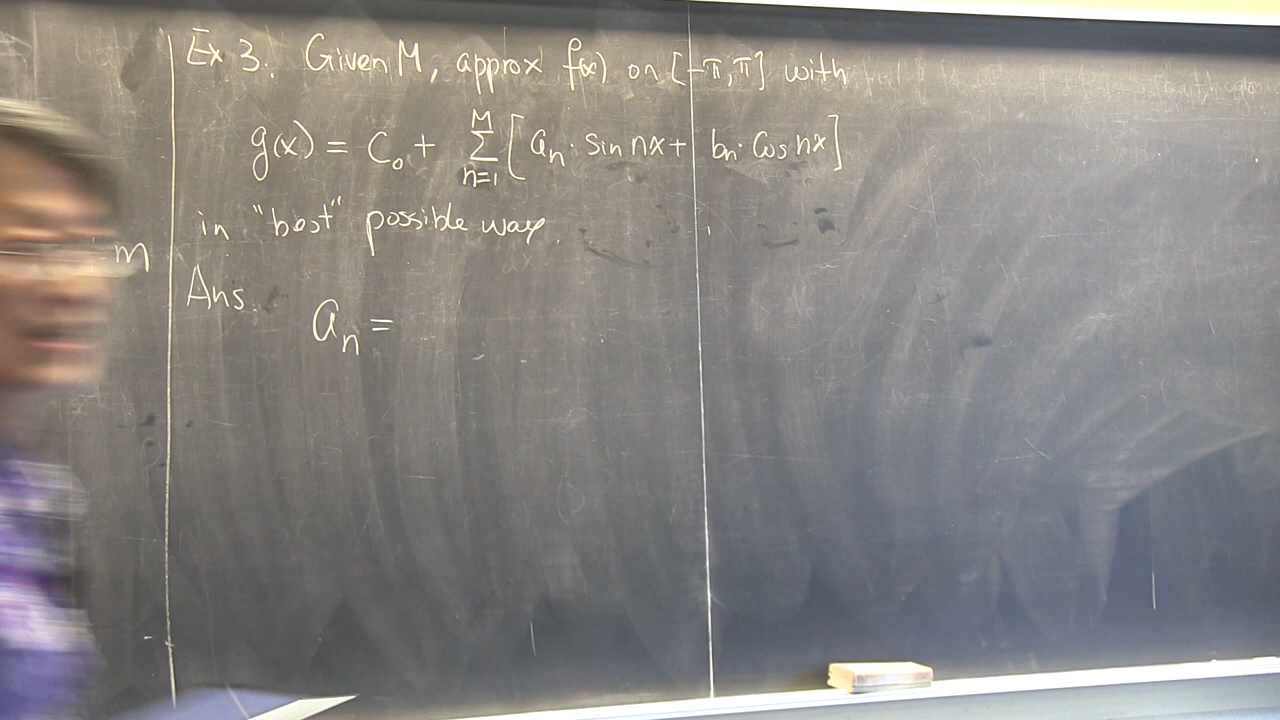 Ex 3. Given M, approx f(x) on [-π, π] with
g(x) = C₀ + M ∑ n=1 [ aₙ · sin nx + bₙ · cos nx ]
in "best" possible way.
m
Ans. aₙ =